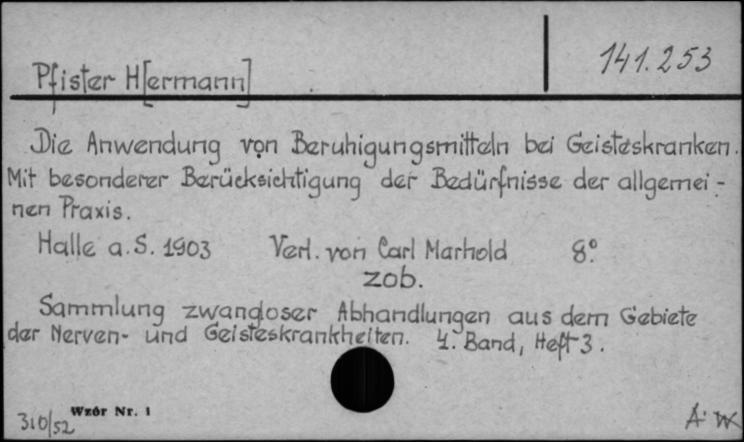 141.253
Pfister H[ermann]
Die Anwendung von Beruhigungsmitteln bei Geisteskranken.
Mit besonderer Berücksichtigung der Bedürfnisse der allgemei-
nen Praxis.
Halle a. S. 1903 Verl. von Carl Marhold 8°.
zob.
Sammlung zwangloser Abhandlungen aus dem Gebiete
der Nerven- und Geisteskrankheiten. 4. Band, Heft 3.
Wzór Nr. 1
310/52 A. W